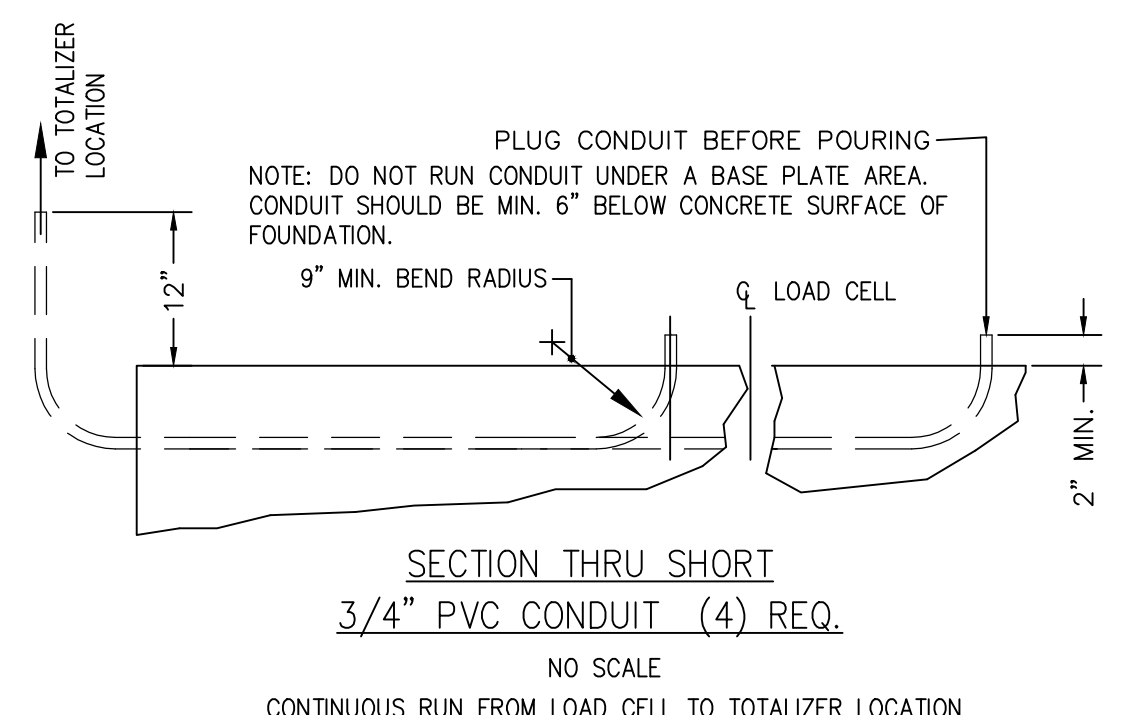 TO TOTALIZER
LOCATION
PLUG CONDUIT BEFORE POURING
NOTE: DO NOT RUN CONDUIT UNDER A BASE PLATE AREA.
CONDUIT SHOULD BE MIN. 6” BELOW CONCRETE SURFACE OF
FOUNDATION.
9” MIN. BEND RADIUS
℄ LOAD CELL
12”
2” MIN.
SECTION THRU SHORT
3/4” PVC CONDUIT (4) REQ.
NO SCALE
CONTINUOUS RUN FROM LOAD CELL TO TOTALIZER LOCATION